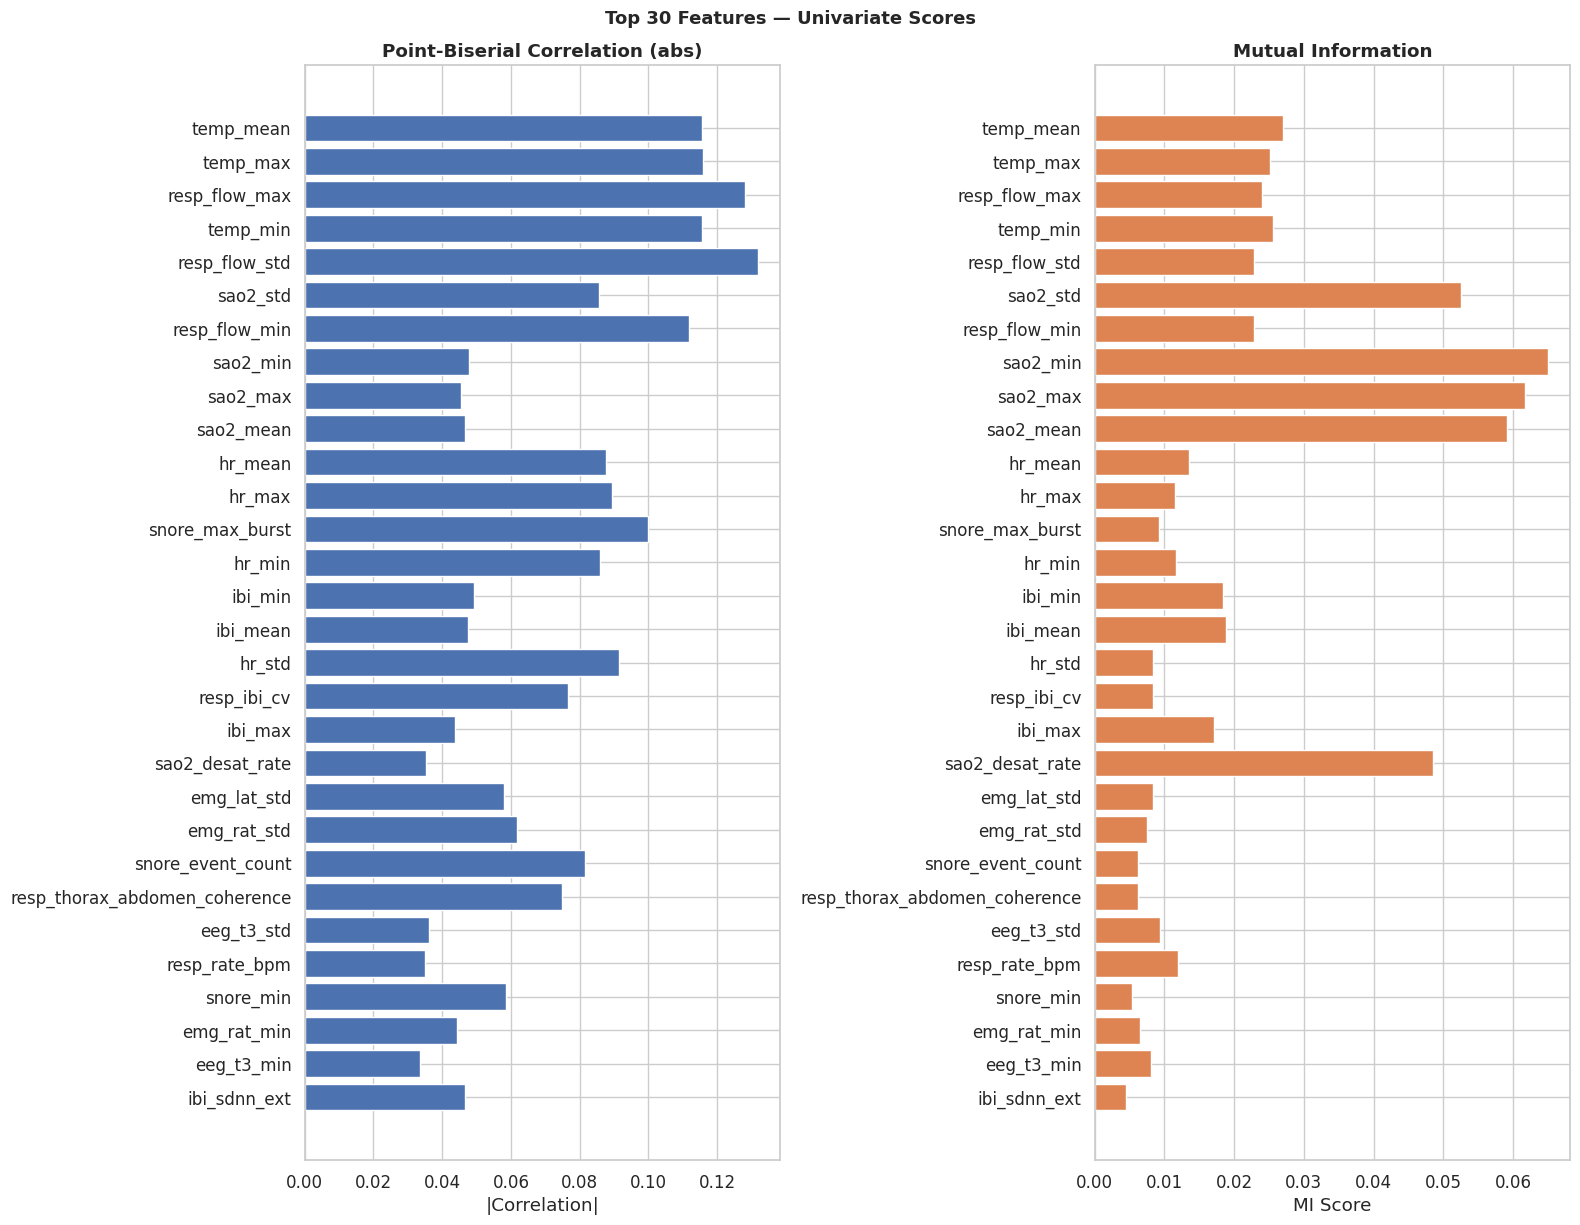 Top 30 Features — Univariate Scores
Point-Biserial Correlation (abs)
temp_mean
temp_max
resp_flow_max
temp_min
resp_flow_std
sao2_std
resp_flow_min
sao2_min
sao2_max
sao2_mean
hr_mean
hr_max
snore_max_burst
hr_min
ibi_min
ibi_mean
hr_std
resp_ibi_cv
ibi_max
sao2_desat_rate
emg_lat_std
emg_rat_std
snore_event_count
resp_thorax_abdomen_coherence
eeg_t3_std
resp_rate_bpm
snore_min
emg_rat_min
eeg_t3_min
ibi_sdnn_ext
0.00 0.02 0.04 0.06 0.08 0.10 0.12
|Correlation|
Mutual Information
temp_mean
temp_max
resp_flow_max
temp_min
resp_flow_std
sao2_std
resp_flow_min
sao2_min
sao2_max
sao2_mean
hr_mean
hr_max
snore_max_burst
hr_min
ibi_min
ibi_mean
hr_std
resp_ibi_cv
ibi_max
sao2_desat_rate
emg_lat_std
emg_rat_std
snore_event_count
resp_thorax_abdomen_coherence
eeg_t3_std
resp_rate_bpm
snore_min
emg_rat_min
eeg_t3_min
ibi_sdnn_ext
0.00 0.01 0.02 0.03 0.04 0.05 0.06
MI Score